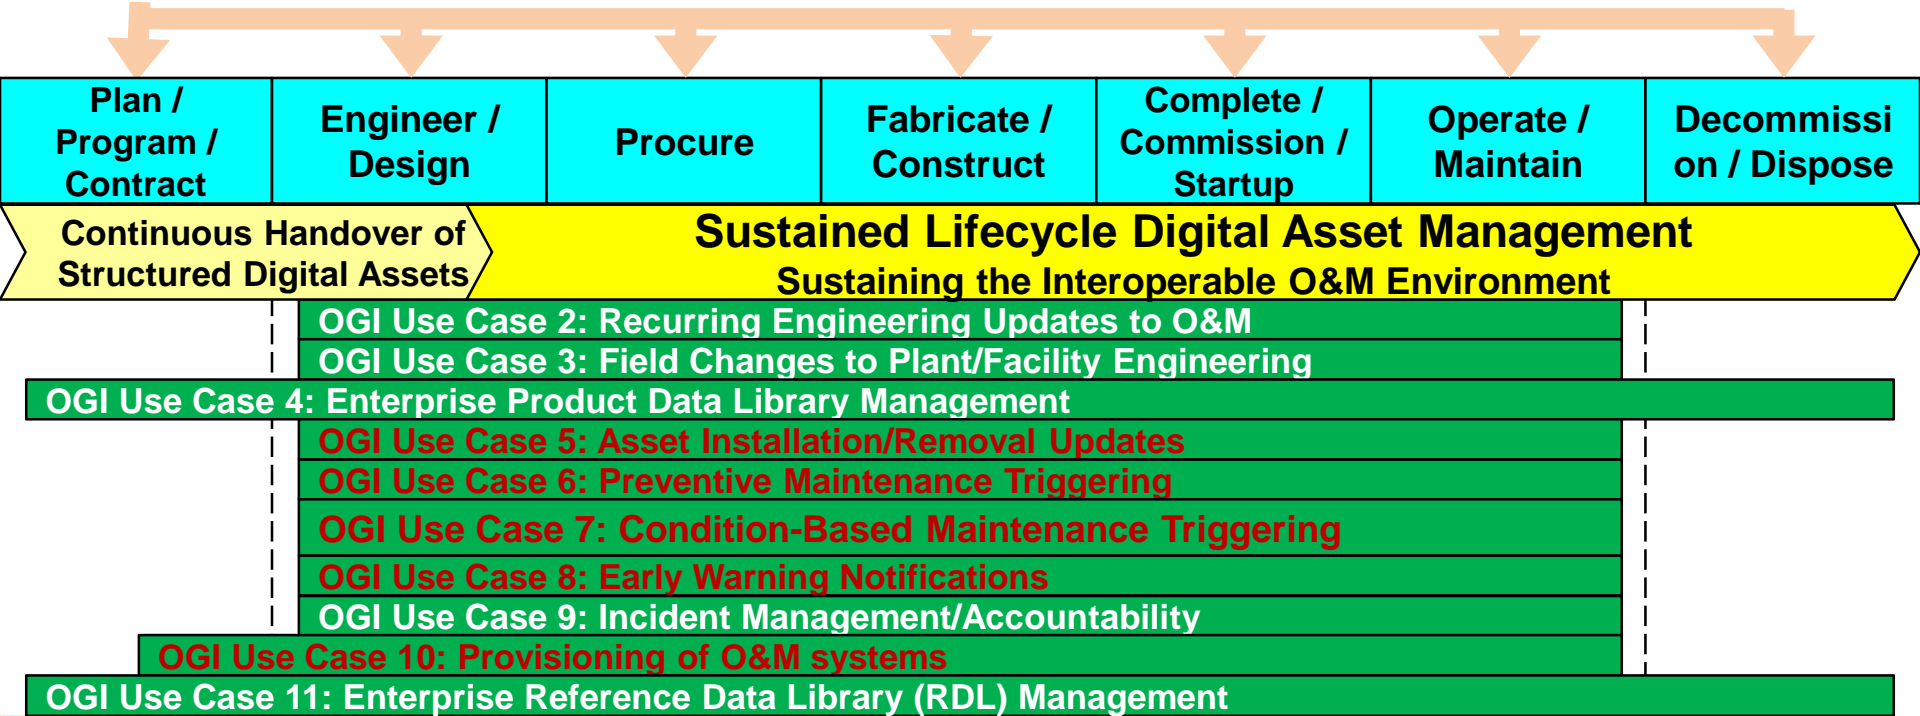 Plan /
Program /
Contract
Engineer /
Design
Procure
Fabricate /
Construct
Complete /
Commission /
Startup
Operate /
Maintain
Decommissi
on / Dispose
Continuous Handover of
Structured Digital Assets
Sustained Lifecycle Digital Asset Management
Sustaining the Interoperable O&M Environment
OGI Use Case 2: Recurring Engineering Updates to O&M
OGI Use Case 3: Field Changes to Plant/Facility Engineering
OGI Use Case 4: Enterprise Product Data Library Management
OGI Use Case 5: Asset Installation/Removal Updates
OGI Use Case 6: Preventive Maintenance Triggering
OGI Use Case 7: Condition-Based Maintenance Triggering
OGI Use Case 8: Early Warning Notifications
OGI Use Case 9: Incident Management/Accountability
OGI Use Case 10: Provisioning of O&M systems
OGI Use Case 11: Enterprise Reference Data Library (RDL) Management